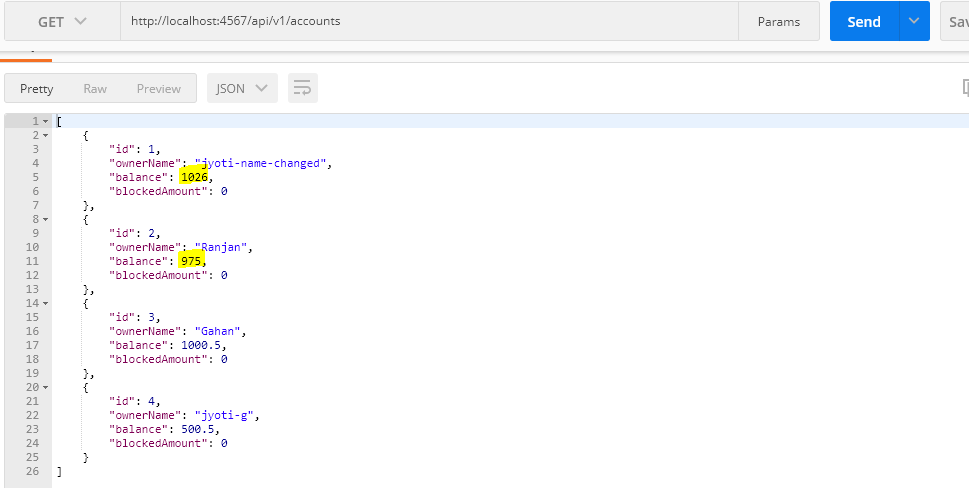 GET http://localhost:4567/api/v1/accounts Params Send Sav
Pretty Raw Preview JSON
1 [
2 {
3 "id": 1,
4 "ownerName": "jyoti-name-changed",
5 "balance": 1026,
6 "blockedAmount": 0
7 },
8 {
9 "id": 2,
10 "ownerName": "Ranjan",
11 "balance": 975,
12 "blockedAmount": 0
13 },
14 {
15 "id": 3,
16 "ownerName": "Gahan",
17 "balance": 1000.5,
18 "blockedAmount": 0
19 },
20 {
21 "id": 4,
22 "ownerName": "jyoti-g",
23 "balance": 500.5,
24 "blockedAmount": 0
25 }
26 ]